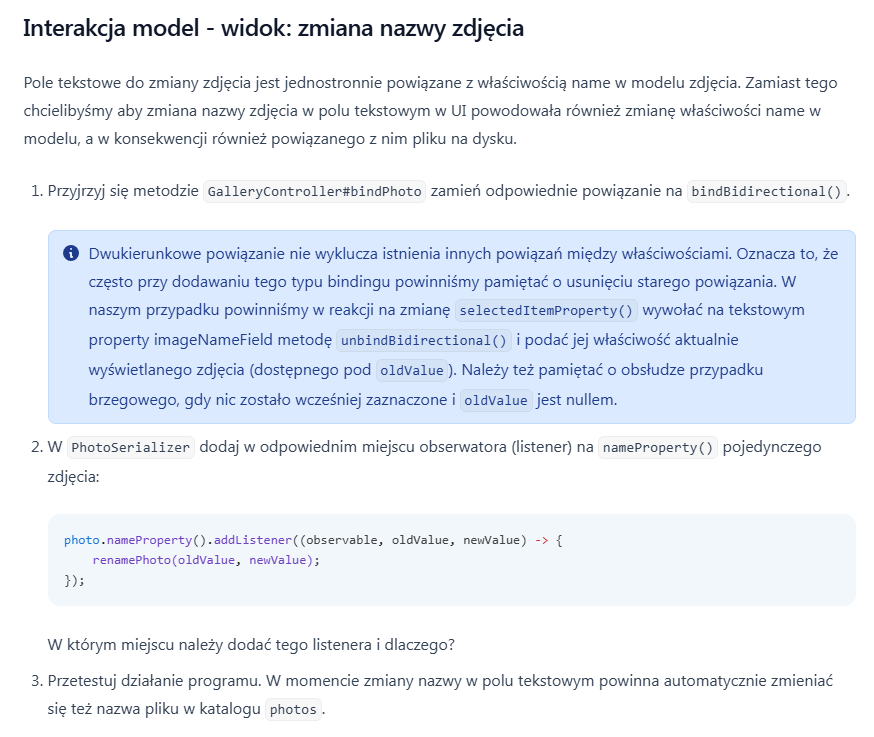 Interakcja model - widok: zmiana nazwy zdjęcia
Pole tekstowe do zmiany zdjęcia jest jednostronnie powiązane z właściwością name w modelu zdjęcia. Zamiast tego
chcielibyśmy aby zmiana nazwy zdjęcia w polu tekstowym w UI powodowała również zmianę właściwości name w
modelu, a w konsekwencji również powiązanego z nim pliku na dysku.
1. Przyjrzyj się metodzie GalleryController#bindPhoto zamień odpowiednie powiązanie na bindBidirectional().
Dwukierunkowe powiązanie nie wyklucza istnienia innych powiązań między właściwościami. Oznacza to, że
często przy dodawaniu tego typu bindingu powinniśmy pamiętać o usunięciu starego powiązania. W
naszym przypadku powinniśmy w reakcji na zmianę selectedItemProperty() wywołać na tekstowym
property imageNameField metodę unbindBidirectional() i podać jej właściwość aktualnie
wyświetlanego zdjęcia (dostępnego pod oldValue). Należy też pamiętać o obsłudze przypadku
brzegowego, gdy nic zostało wcześniej zaznaczone i oldValue jest nullem.
2. W PhotoSerializer dodaj w odpowiednim miejscu obserwatora (listener) na nameProperty() pojedynczego
zdjęcia:
photo.nameProperty().addListener((observable, oldValue, newValue) -> {
    renamePhoto(oldValue, newValue);
});
W którym miejscu należy dodać tego listenera i dlaczego?
3. Przetestuj działanie programu. W momencie zmiany nazwy w polu tekstowym powinna automatycznie zmieniać
się też nazwa pliku w katalogu photos.